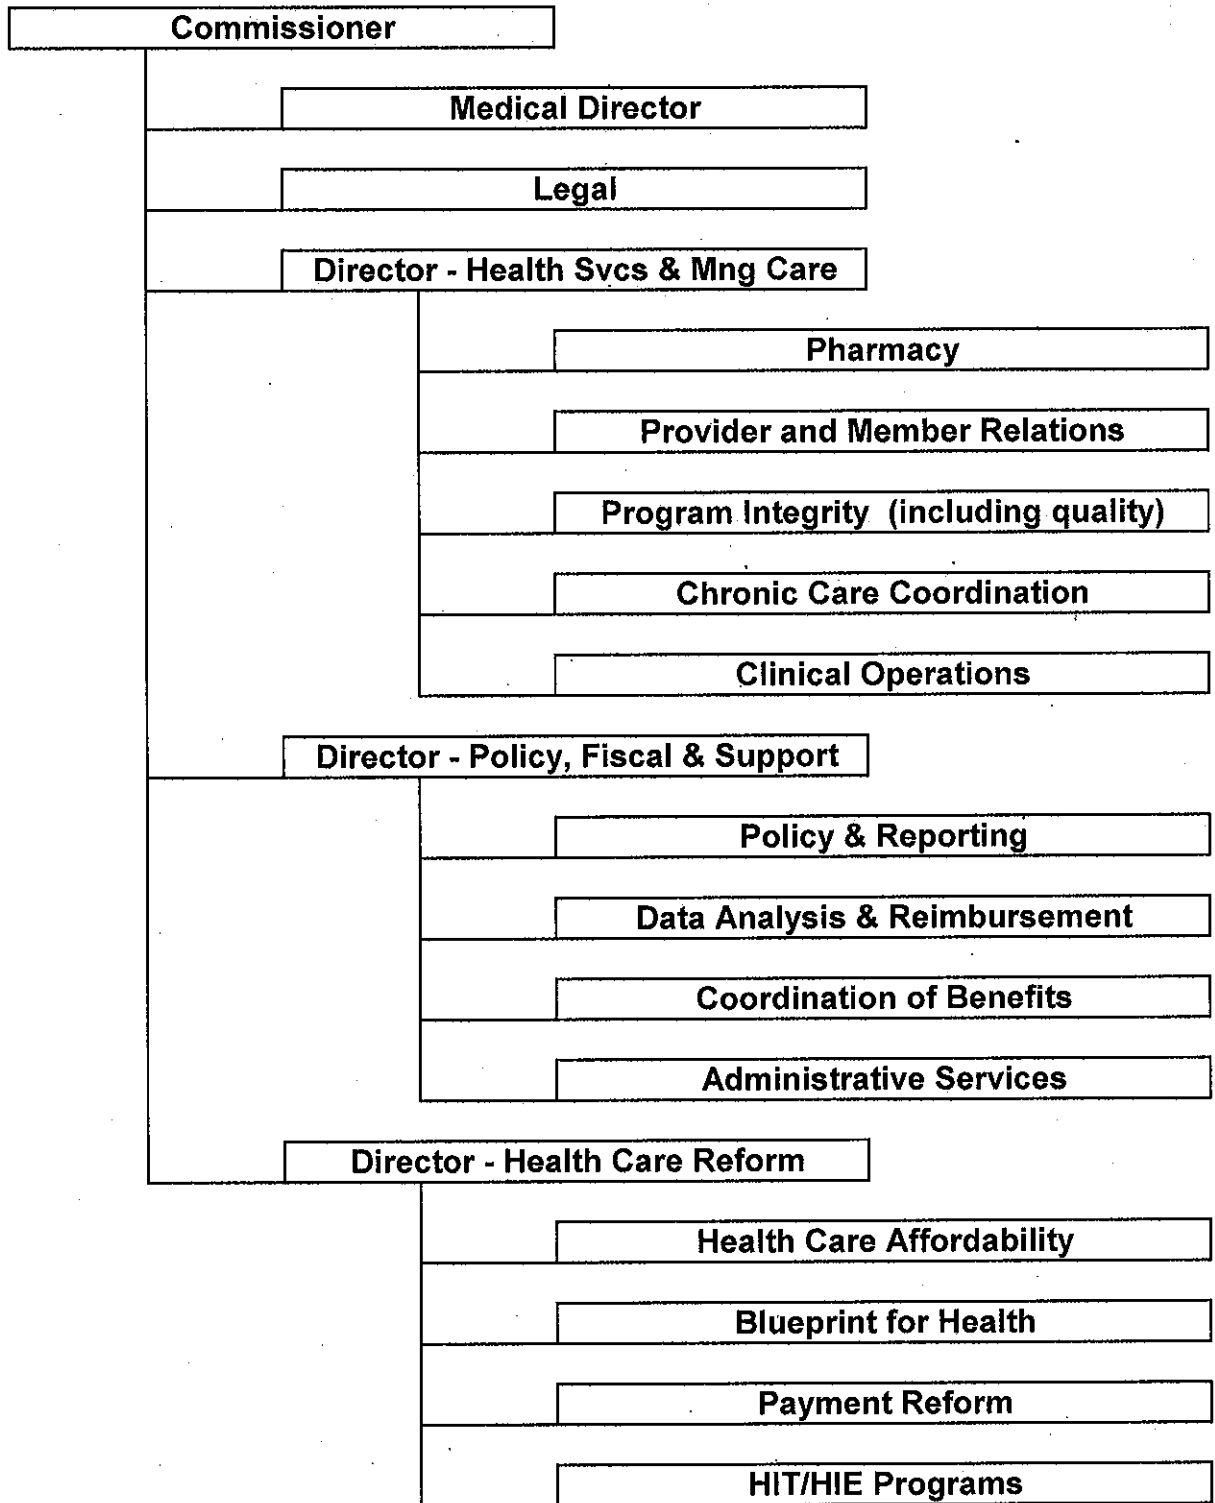 Commissioner
Medical Director
Legal
Director - Health Svcs & Mng Care
Pharmacy
Provider and Member Relations
Program Integrity (including quality)
Chronic Care Coordination
Clinical Operations
Director - Policy, Fiscal & Support
Policy & Reporting
Data Analysis & Reimbursement
Coordination of Benefits
Administrative Services
Director - Health Care Reform
Health Care Affordability
Blueprint for Health
Payment Reform
HIT/HIE Programs